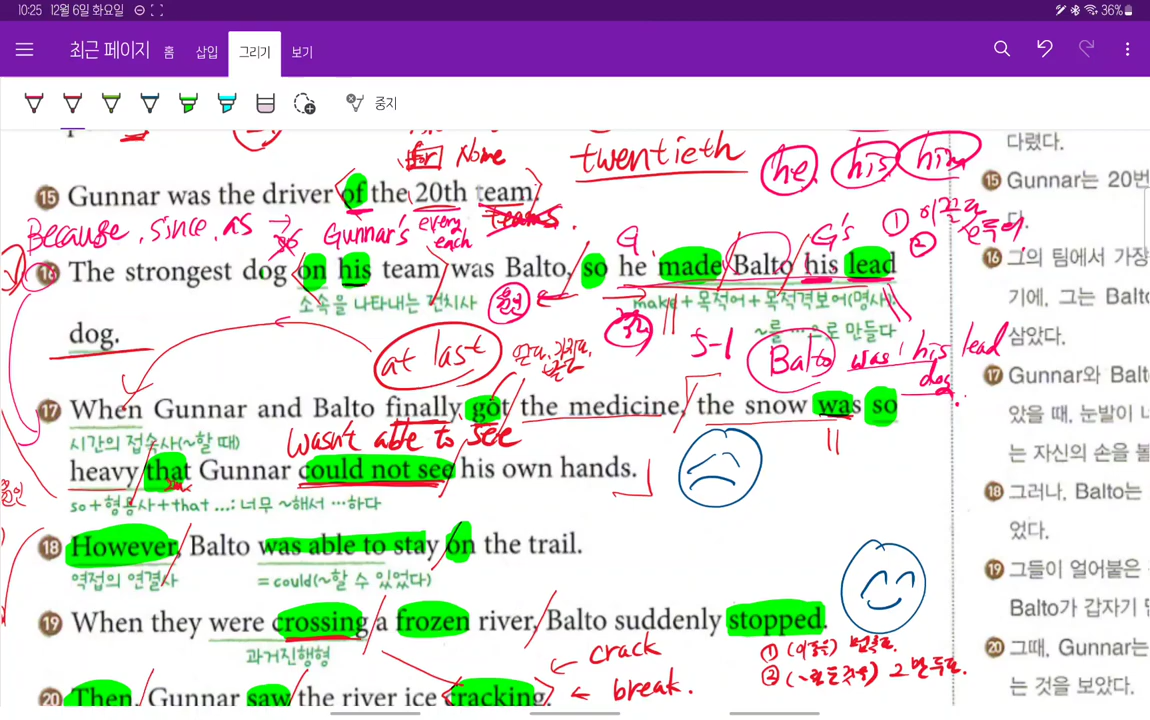 10:25 12월 6일 화요일
36%
최근 페이지 홈 삽입 그리기 보기
중지
for
twentieth
he his him
다렸다.
15 Gunnar was the driver of the 20th team.
teams
15 Gunnar는 20번
다.
Because, since, as
Gunnar's every each
G
G's
① 이끌다
②
16 The strongest dog on his team was Balto, so he made Balto his lead
소속을 나타내는 전치사
원인
make+목적어+목적격보어(명사):
~를 …으로 만들다
16 그의 팀에서 가장
기에, 그는 Balto
삼았다.
dog.
at last
5-1
Balto was his lead dog.
17 When Gunnar and Balto finally got the medicine, the snow was so
시간의 접속사(~할 때)
wasn't able to see
17 Gunnar와 Balt
았을 때, 눈발이 너
는 자신의 손을 볼
heavy that Gunnar could not see his own hands.
so+형용사+that …: 너무 ~해서 …하다
18 However, Balto was able to stay on the trail.
역접의 연결사
=could(~할 수 있었다)
18 그러나, Balto는
었다.
19 When they were crossing a frozen river, Balto suddenly stopped.
과거진행형
19 그들이 얼어붙은
Balto가 갑자기 멈
crack
break.
①
②
20 Then, Gunnar saw the river ice cracking.
20 그때, Gunnar는
는 것을 보았다.